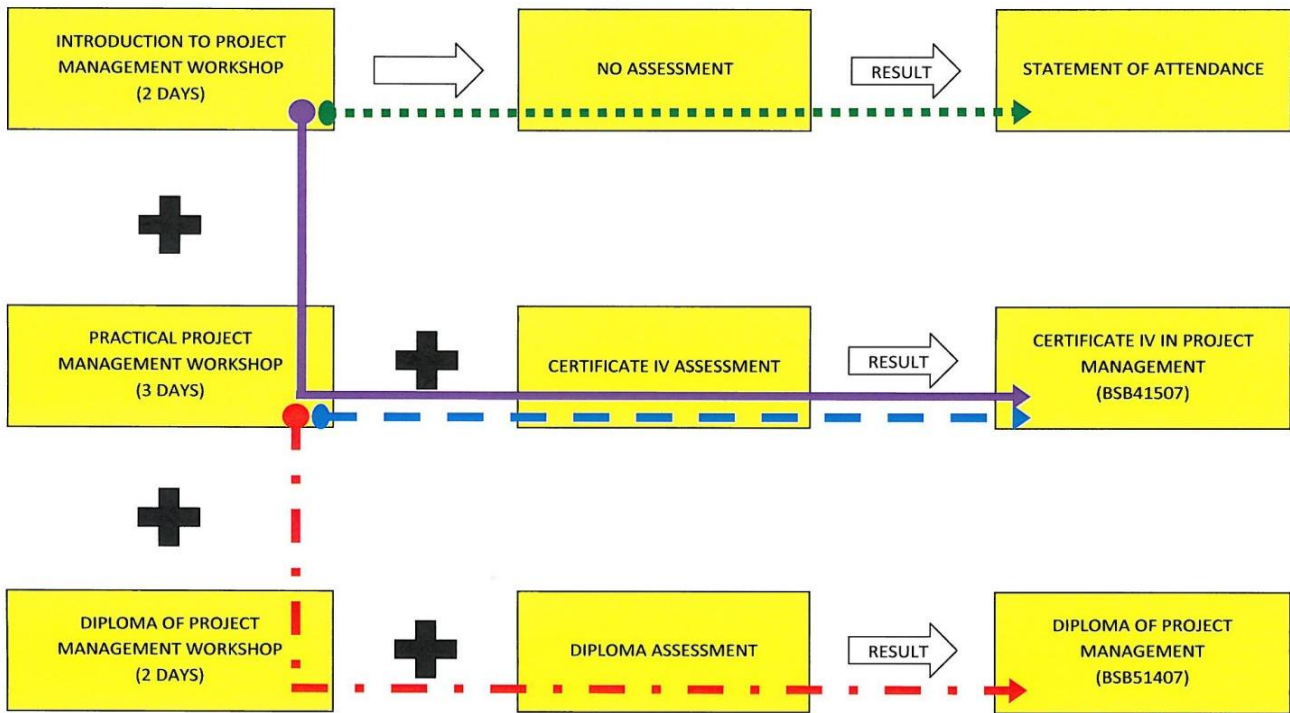 INTRODUCTION TO PROJECT
MANAGEMENT WORKSHOP
(2 DAYS)
NO ASSESSMENT
RESULT
STATEMENT OF ATTENDANCE
PRACTICAL PROJECT
MANAGEMENT WORKSHOP
(3 DAYS)
CERTIFICATE IV ASSESSMENT
RESULT
CERTIFICATE IV IN PROJECT
MANAGEMENT
(BSB41507)
DIPLOMA OF PROJECT
MANAGEMENT WORKSHOP
(2 DAYS)
DIPLOMA ASSESSMENT
RESULT
DIPLOMA OF PROJECT
MANAGEMENT
(BSB51407)